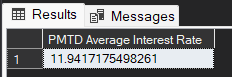 Results Messages
PMTD Average Interest Rate
1 11.9417175498261